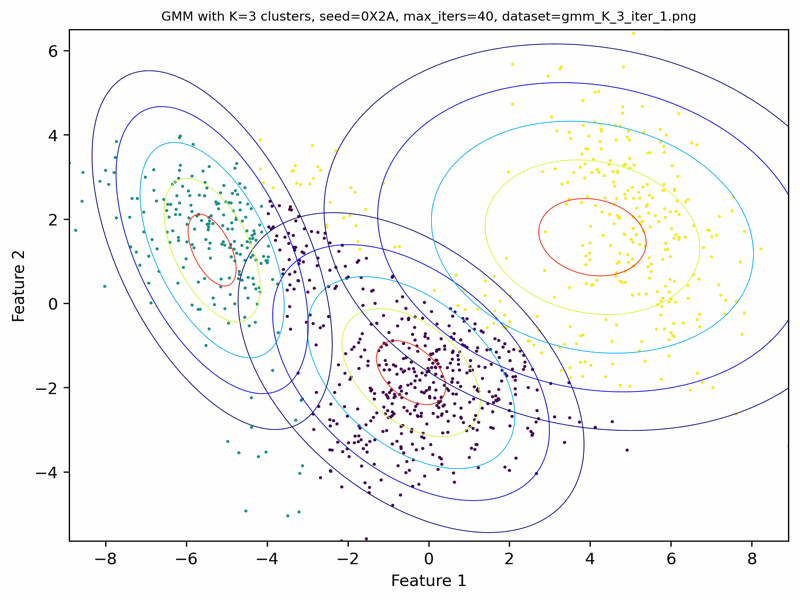 GMM with K=3 clusters, seed=0X2A, max_iters=40, dataset=gmm_K_3_iter_1.png
6
4
2
0
−2
−4
Feature 2
−8 −6 −4 −2 0 2 4 6 8
Feature 1